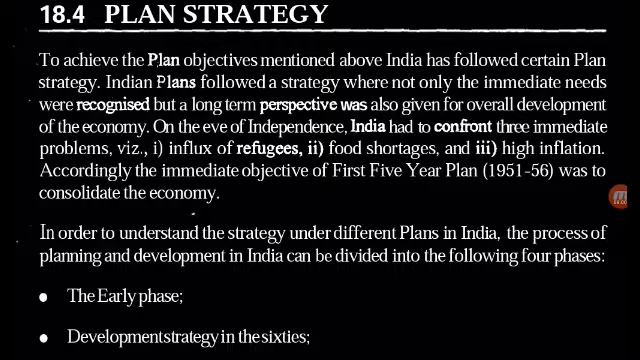 18.4 PLAN STRATEGY
To achieve the Plan objectives mentioned above India has followed certain Plan
strategy. Indian Plans followed a strategy where not only the immediate needs
were recognised but a long term perspective was also given for overall development
of the economy. On the eve of Independence, India had to confront three immediate
problems, viz., i) influx of refugees, ii) food shortages, and iii) high inflation.
Accordingly the immediate objective of First Five Year Plan (1951-56) was to
consolidate the economy.
In order to understand the strategy under different Plans in India, the process of
planning and development in India can be divided into the following four phases:
● The Early phase;
● Development strategy in the sixties;